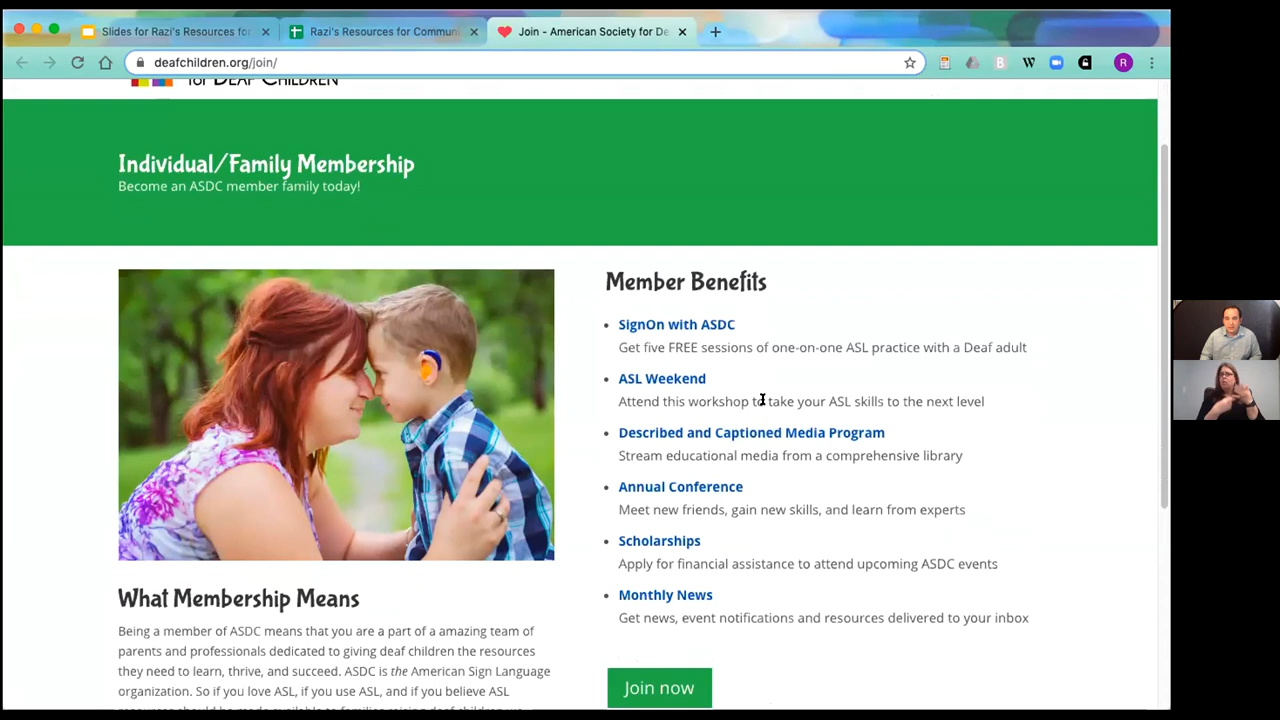 Slides for Razi's Resources for
Razi's Resources for Communi
Join - American Society for De
deafchildren.org/join/
R
for DEAF CHILDREN
Individual/Family Membership
Become an ASDC member family today!
Member Benefits
SignOn with ASDC
Get five FREE sessions of one-on-one ASL practice with a Deaf adult
ASL Weekend
Attend this workshop to take your ASL skills to the next level
Described and Captioned Media Program
Stream educational media from a comprehensive library
Annual Conference
Meet new friends, gain new skills, and learn from experts
Scholarships
Apply for financial assistance to attend upcoming ASDC events
Monthly News
Get news, event notifications and resources delivered to your inbox
Join now
What Membership Means
Being a member of ASDC means that you are a part of a amazing team of
parents and professionals dedicated to giving deaf children the resources
they need to learn, thrive, and succeed. ASDC is the American Sign Language
organization. So if you love ASL, if you use ASL, and if you believe ASL